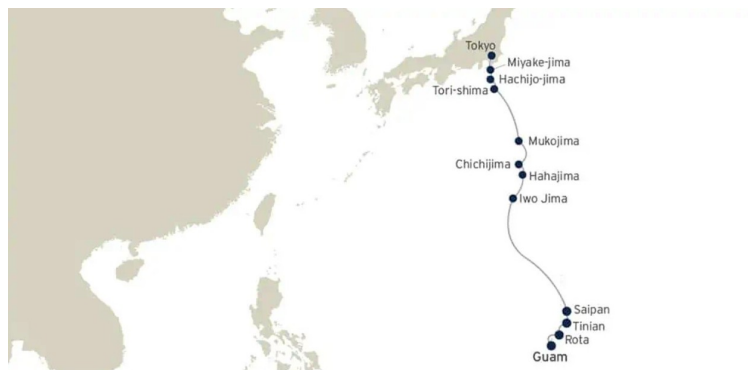 Tokyo
Miyake-jima
Hachijo-jima
Tori-shima
Mukojima
Chichijima
Hahajima
Iwo Jima
Saipan
Tinian
Rota
Guam